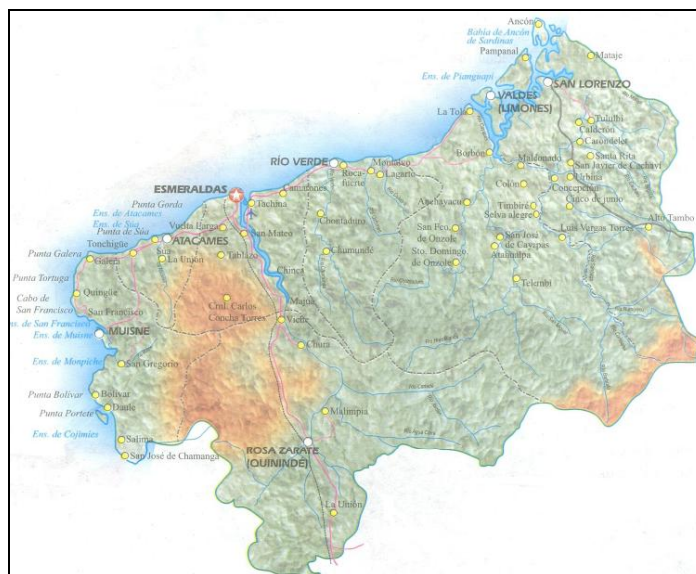 Ancón
Bahía de Ancón
de Sardinas
Pampanal
Mataje
Ens. de Pianguapí
SAN LORENZO
VALDES
(LIMONES)
La Tola
Tululbí
Calderón
Carondelet
Borbón
Santa Rita
Maldonado
San Javier de Cachaví
RÍO VERDE
Montalvo
Roca-
fuerte
Lagarto
Urbina
Concepción
Colón
ESMERALDAS
Camarones
Punta Gorda
Tachina
Anchayacu
Timbiré
Cinco de junio
Selva alegre
Ens. de Atacames
Ens. de Súa
Chontaduro
Vuelta Larga
San Mateo
San Fco.
de Onzole
Alto Tambo
Punta de Súa
Tonchigüe
ATACAMES
San José
de Cayapas
Luis Vargas Torres
Punta Galera
Galera
Súa
La Unión
Tablazo
Chumundé
Atahualpa
Sto. Domingo
de Onzole
Chinca
Punta Tortuga
Telembí
Quingüe
Cabo de
San Francisco
San Francisco
Crnl. Carlos
Concha Torres
Majua
Viche
Ens. de San Francisco
MUISNE
Ens. de Muisne
Chura
Ens. de Mompiche
San Gregorio
Punta Bolívar
Bolívar
Daule
Punta Portete
Malimpia
Ens. de Cojimíes
Salima
San José de Chamanga
ROSA ZARATE
(QUININDE)
La Unión